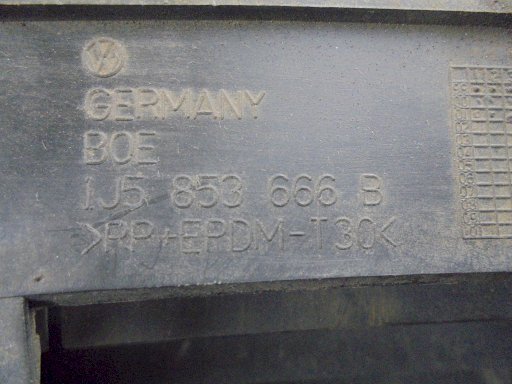 GERMANY
BOE
1J5 853 666 B
>PP+EPDM-T30<